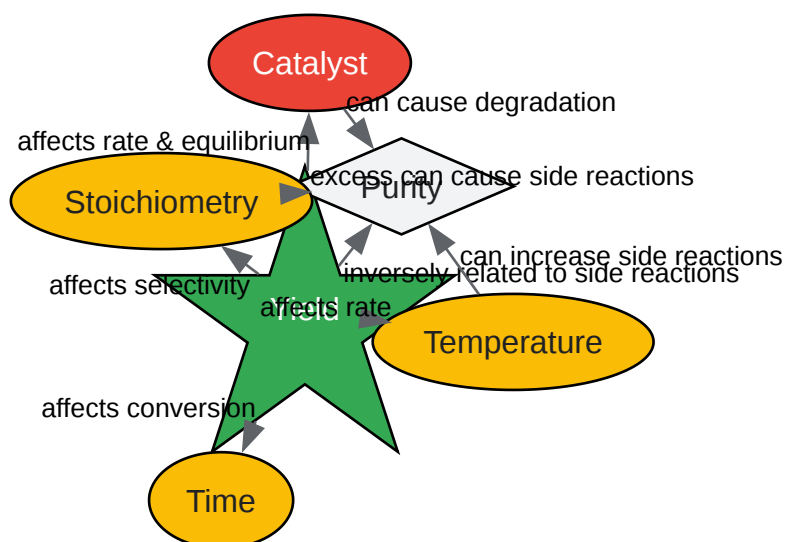 Catalyst
can cause degradation
affects rate & equilibrium
excess can cause side reactions
Purity
Stoichiometry
can increase side reactions
inversely related to side reactions
affects selectivity
affects rate
Yield
Temperature
affects conversion
Time